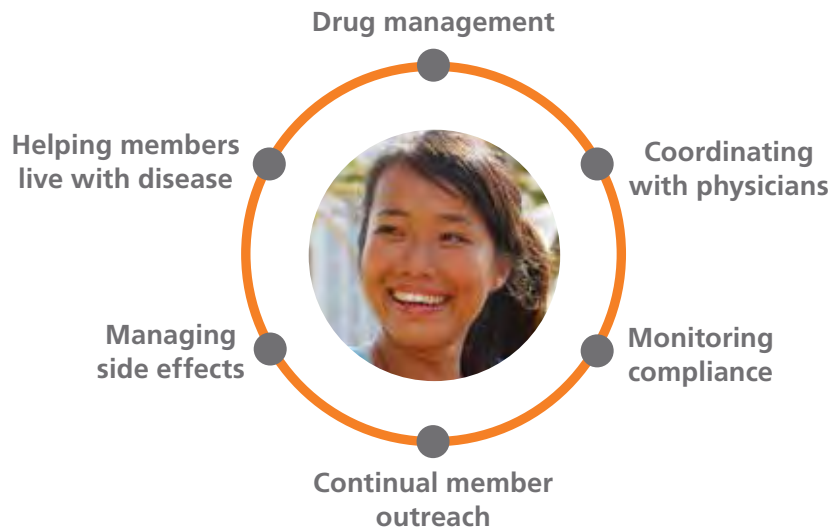 Drug management
Coordinating
with physicians
Monitoring
compliance
Continual member
outreach
Managing
side effects
Helping members
live with disease